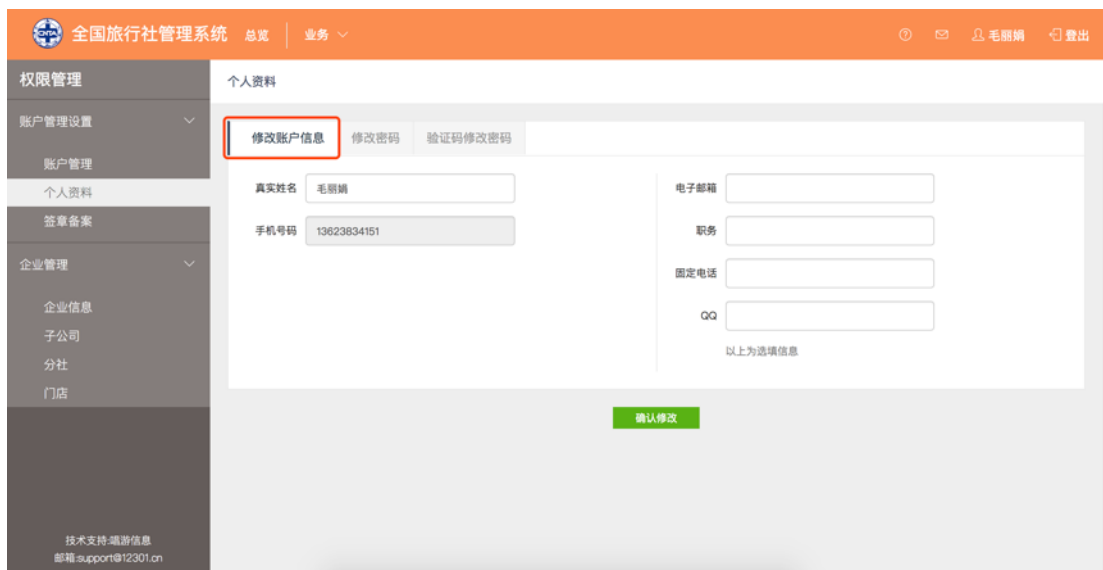 CNTA 全国旅行社管理系统 总览 业务 毛丽娟 登出
权限管理
个人资料
账户管理设置
修改账户信息 修改密码 验证码修改密码
账户管理
个人资料
真实姓名 毛丽娟 电子邮箱
签章备案
手机号码 13623834151 职务
企业管理
固定电话
企业信息
QQ
子公司
以上为选填信息
分社
门店
确认修改
技术支持:唱游信息
邮箱:support@12301.cn